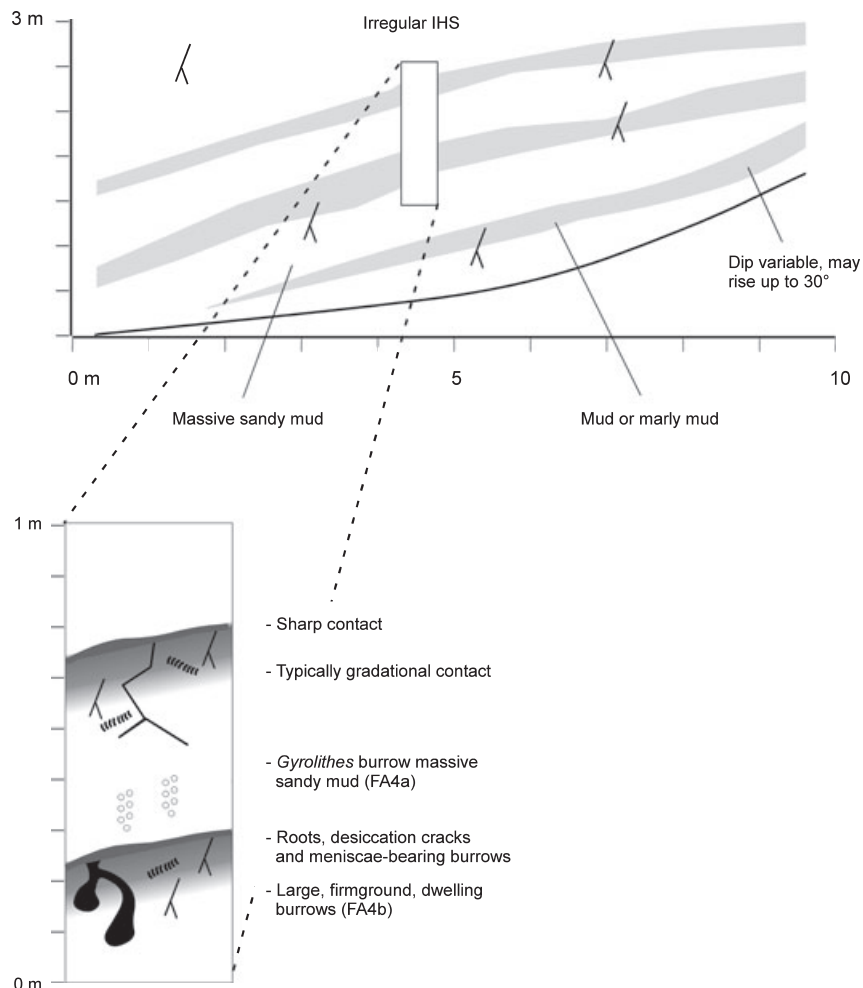 3 m
Irregular IHS
Dip variable, may
rise up to 30°
0 m
5
10
Massive sandy mud
Mud or marly mud
1 m
- Sharp contact
- Typically gradational contact
- Gyrolithes burrow massive
sandy mud (FA4a)
- Roots, desiccation cracks
and meniscae-bearing burrows
- Large, firmground, dwelling
burrows (FA4b)
0 m